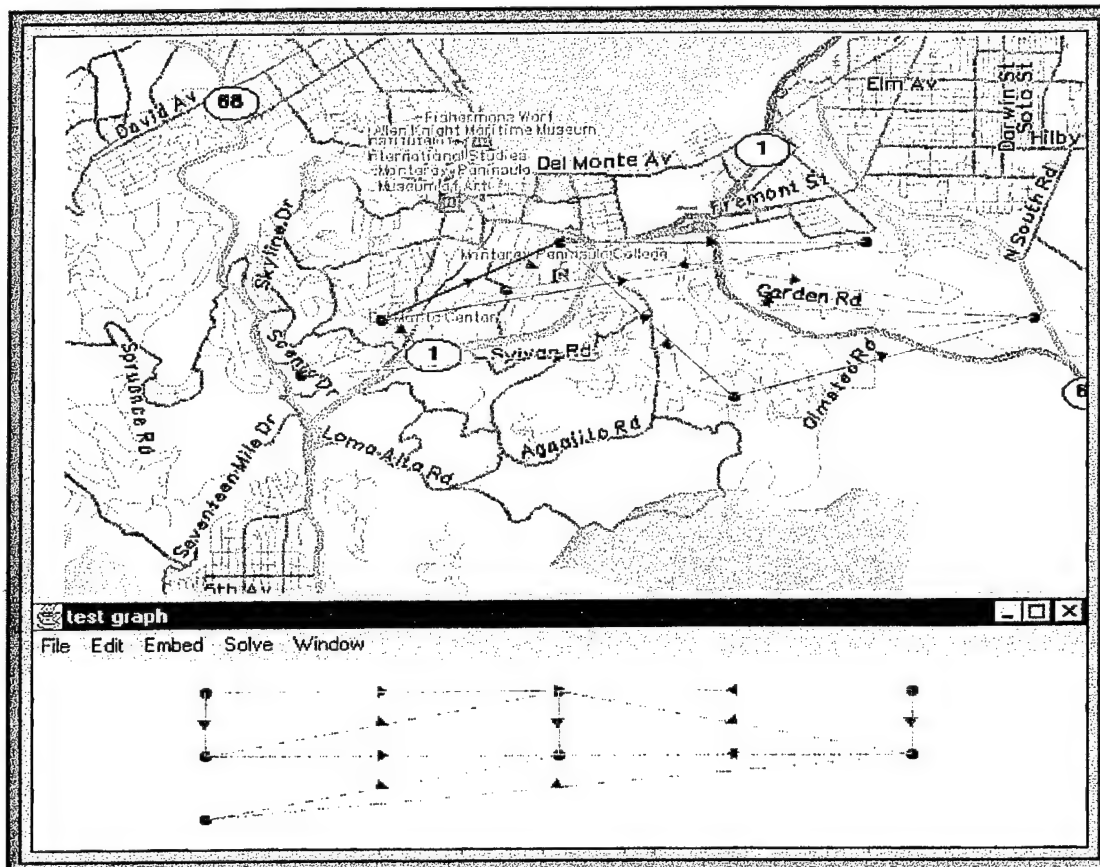 David Av
68
Fishermans Warf
Allen Knight Maritime Museum
International Studies
Monterey Peninsula
Museum of Art
Del Monte Av
1
Fremont St
Elm Av
Darwin St
Soto St
Hilby
N South Rd
Skyline Dr
Monterey Peninsula College
Garden Rd
Scenic Dr
1
Sylvan Rd
Olmsted Rd
Spruance Rd
Seventeen Mile Dr
Loma Alta Rd
Aguajito Rd
5th Av
test graph
File Edit Embed Solve Window